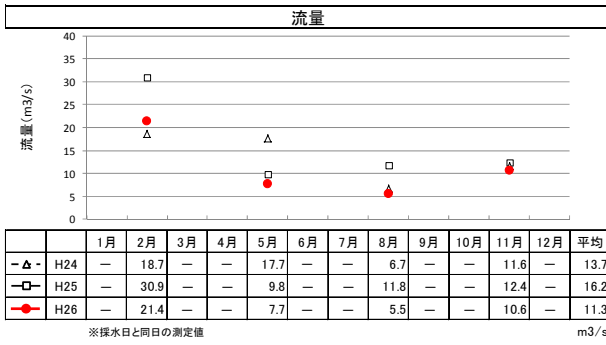 流量
流量(m3/s)
40
35
30
25
20
15
10
5
0
1月 2月 3月 4月 5月 6月 7月 8月 9月 10月 11月 12月 平均
H24 — 18.7 — — 17.7 — — 6.7 — — 11.6 — 13.7
H25 — 30.9 — — 9.8 — — 11.8 — — 12.4 — 16.2
H26 — 21.4 — — 7.7 — — 5.5 — — 10.6 — 11.3
※採水日と同日の測定値 m3/s